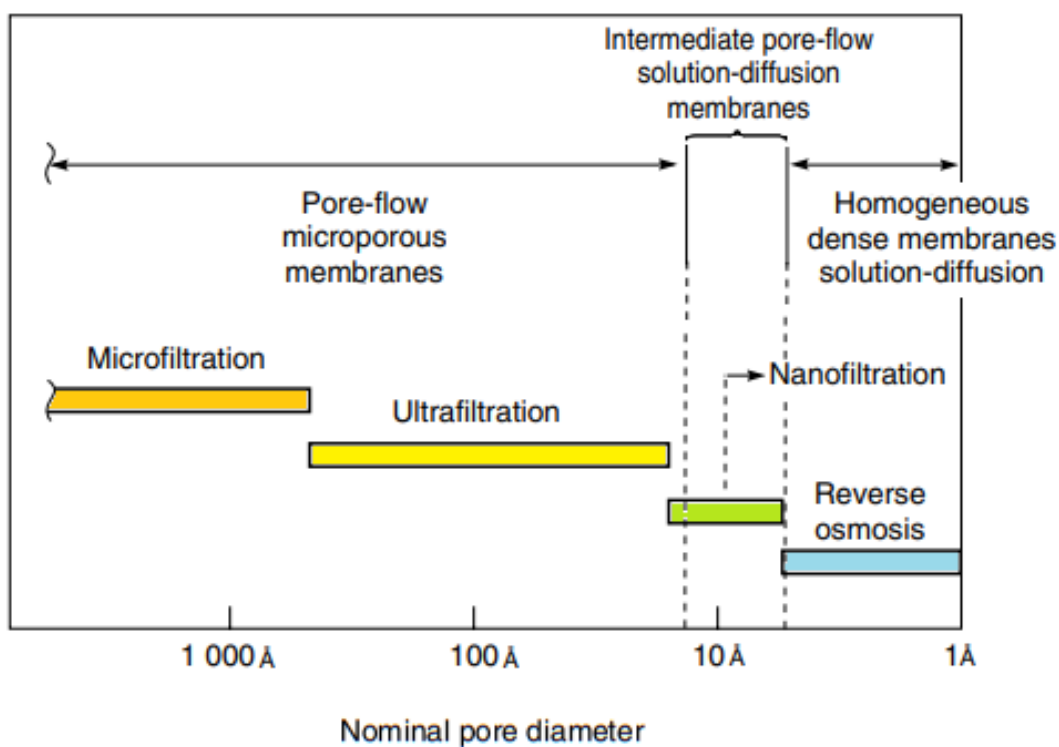 Intermediate pore-flow
solution-diffusion
membranes
Pore-flow
microporous
membranes
Homogeneous
dense membranes
solution-diffusion
Microfiltration
Ultrafiltration
Nanofiltration
Reverse
osmosis
1 000 Å
100 Å
10 Å
1Å
Nominal pore diameter